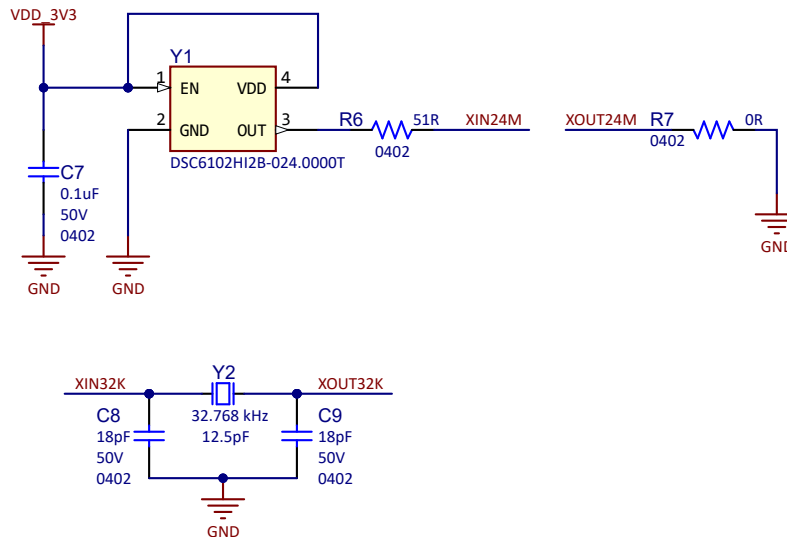 VDD_3V3
Y1
1 EN VDD 4
2 GND OUT 3
DSC6102HI2B-024.0000T
R6 51R
0402
XIN24M
XOUT24M
R7 0R
0402
GND
C7
0.1uF
50V
0402
GND
GND
XIN32K
Y2
XOUT32K
32.768 kHz
12.5pF
C8
18pF
50V
0402
C9
18pF
50V
0402
GND